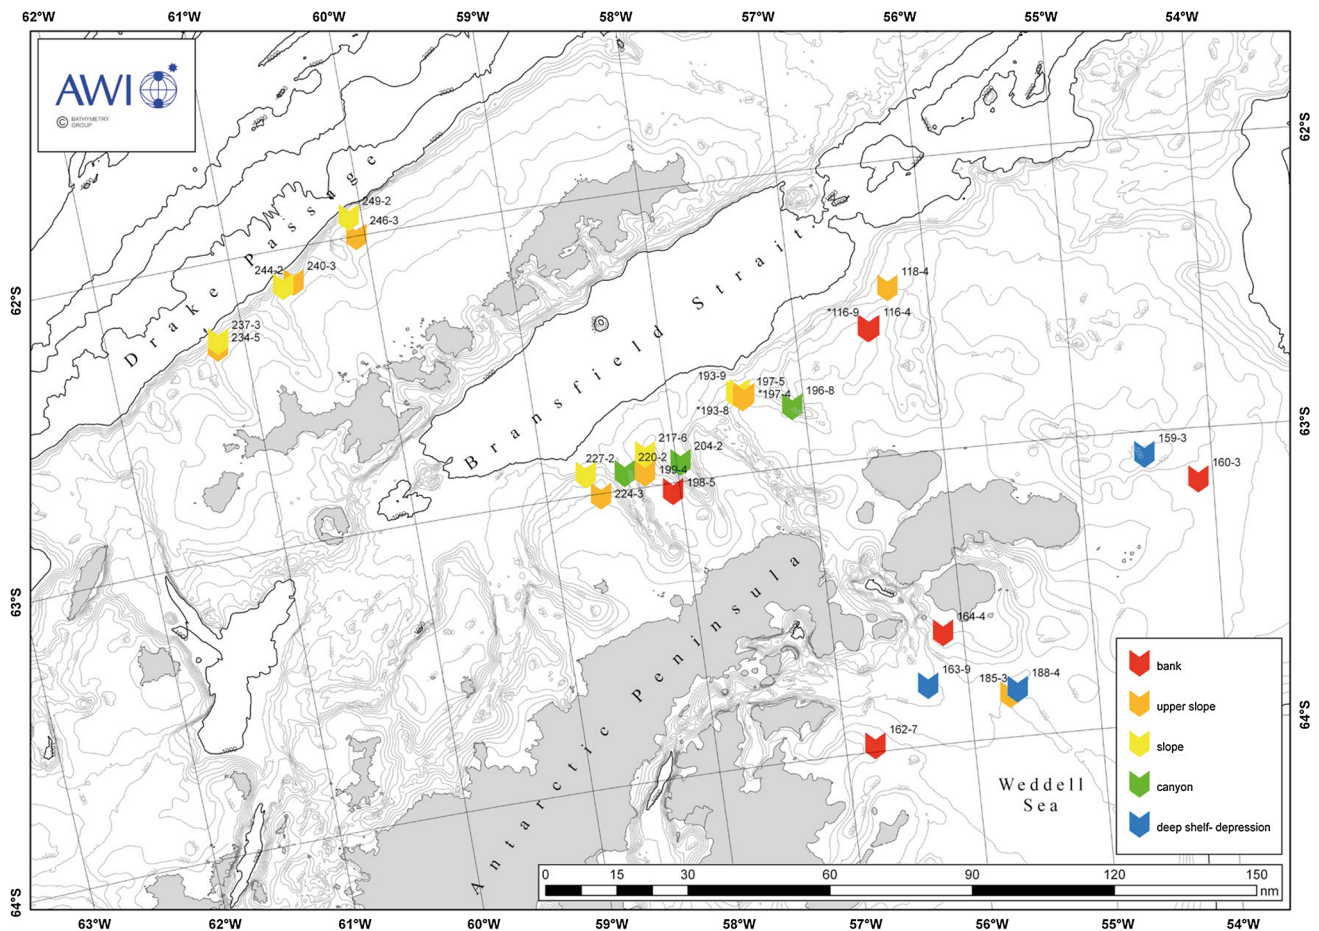 62°W 61°W 60°W 59°W 58°W 57°W 56°W 55°W 54°W
AWI
© BATHYMETRY
GROUP
62°S
62°S
Drake Passage
249-2
246-3
240-3
244-2
237-3
234-5
Bransfield Strait
118-4
*116-9 116-4
193-9 197-5
*197-4 196-8
*193-8
217-6
204-2
227-2 220-2
199-4
198-5
224-3
63°S
159-3
160-3
63°S
Antarctic Peninsula
164-4
163-9 188-4
185-3
162-7
64°S
Weddell
Sea
bank
upper slope
slope
canyon
deep shelf- depression
0 15 30 60 90 120 150
nm
64°S
63°W 62°W 61°W 60°W 59°W 58°W 57°W 56°W 55°W 54°W